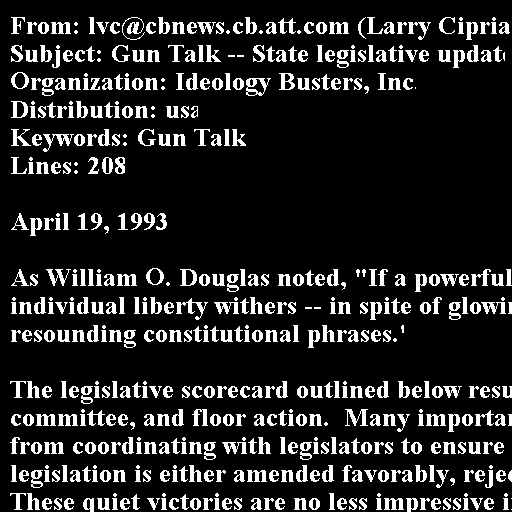 From: lvc@cbnews.cb.att.com (Larry Cipria
Subject: Gun Talk -- State legislative update
Organization: Ideology Busters, Inc.
Distribution: usa
Keywords: Gun Talk
Lines: 208
April 19, 1993
As William O. Douglas noted, "If a powerful
individual liberty withers -- in spite of glowin
resounding constitutional phrases.'
The legislative scorecard outlined below resu
committee, and floor action.  Many importan
from coordinating with legislators to ensure
legislation is either amended favorably, rejec
These quiet victories are no less impressive i